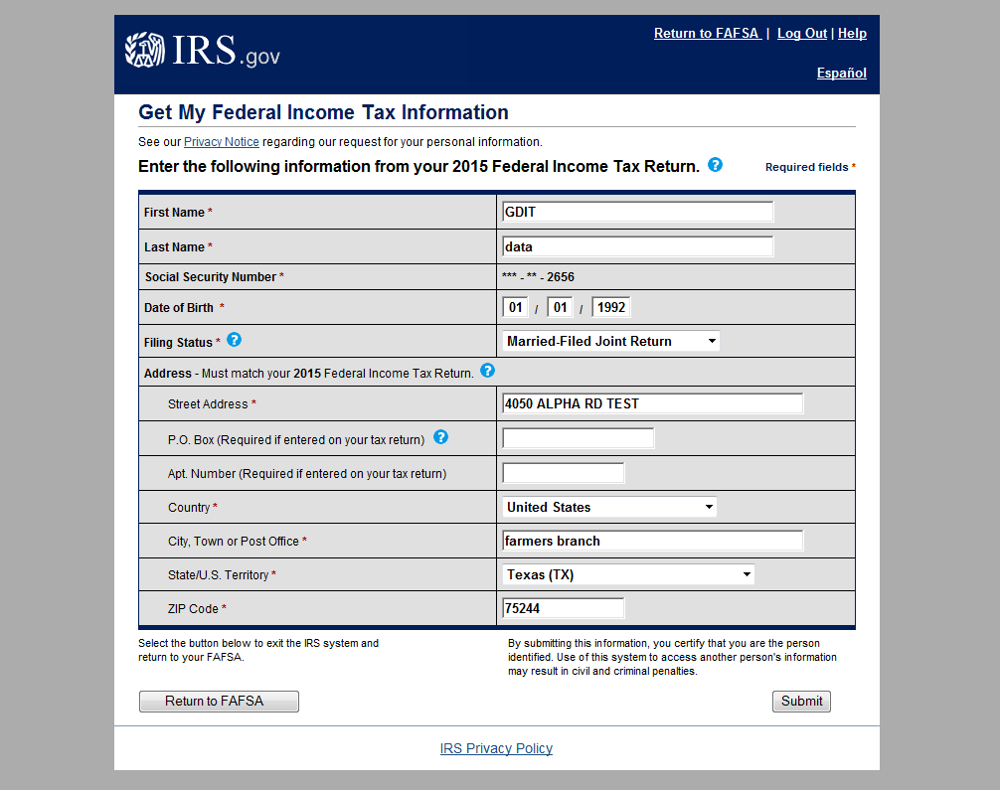 IRS.gov
Return to FAFSA | Log Out | Help
Español
Get My Federal Income Tax Information
See our Privacy Notice regarding our request for your personal information.
Enter the following information from your 2015 Federal Income Tax Return. ?
Required fields *
First Name * GDIT
Last Name * data
Social Security Number * *** - ** - 2656
Date of Birth * 01 / 01 / 1992
Filing Status * ? Married-Filed Joint Return
Address - Must match your 2015 Federal Income Tax Return. ?
Street Address * 4050 ALPHA RD TEST
P.O. Box (Required if entered on your tax return) ?
Apt. Number (Required if entered on your tax return)
Country * United States
City, Town or Post Office * farmers branch
State/U.S. Territory * Texas (TX)
ZIP Code * 75244
Select the button below to exit the IRS system and
return to your FAFSA.
By submitting this information, you certify that you are the person
identified. Use of this system to access another person's information
may result in civil and criminal penalties.
Return to FAFSA
Submit
IRS Privacy Policy